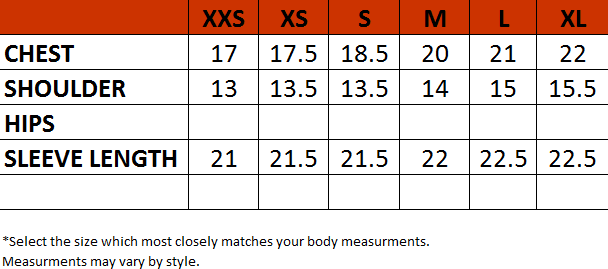 XXS XS S M L XL
CHEST 17 17.5 18.5 20 21 22
SHOULDER 13 13.5 13.5 14 15 15.5
HIPS
SLEEVE LENGTH 21 21.5 21.5 22 22.5 22.5
*Select the size which most closely matches your body measurments.
Measurments may vary by style.